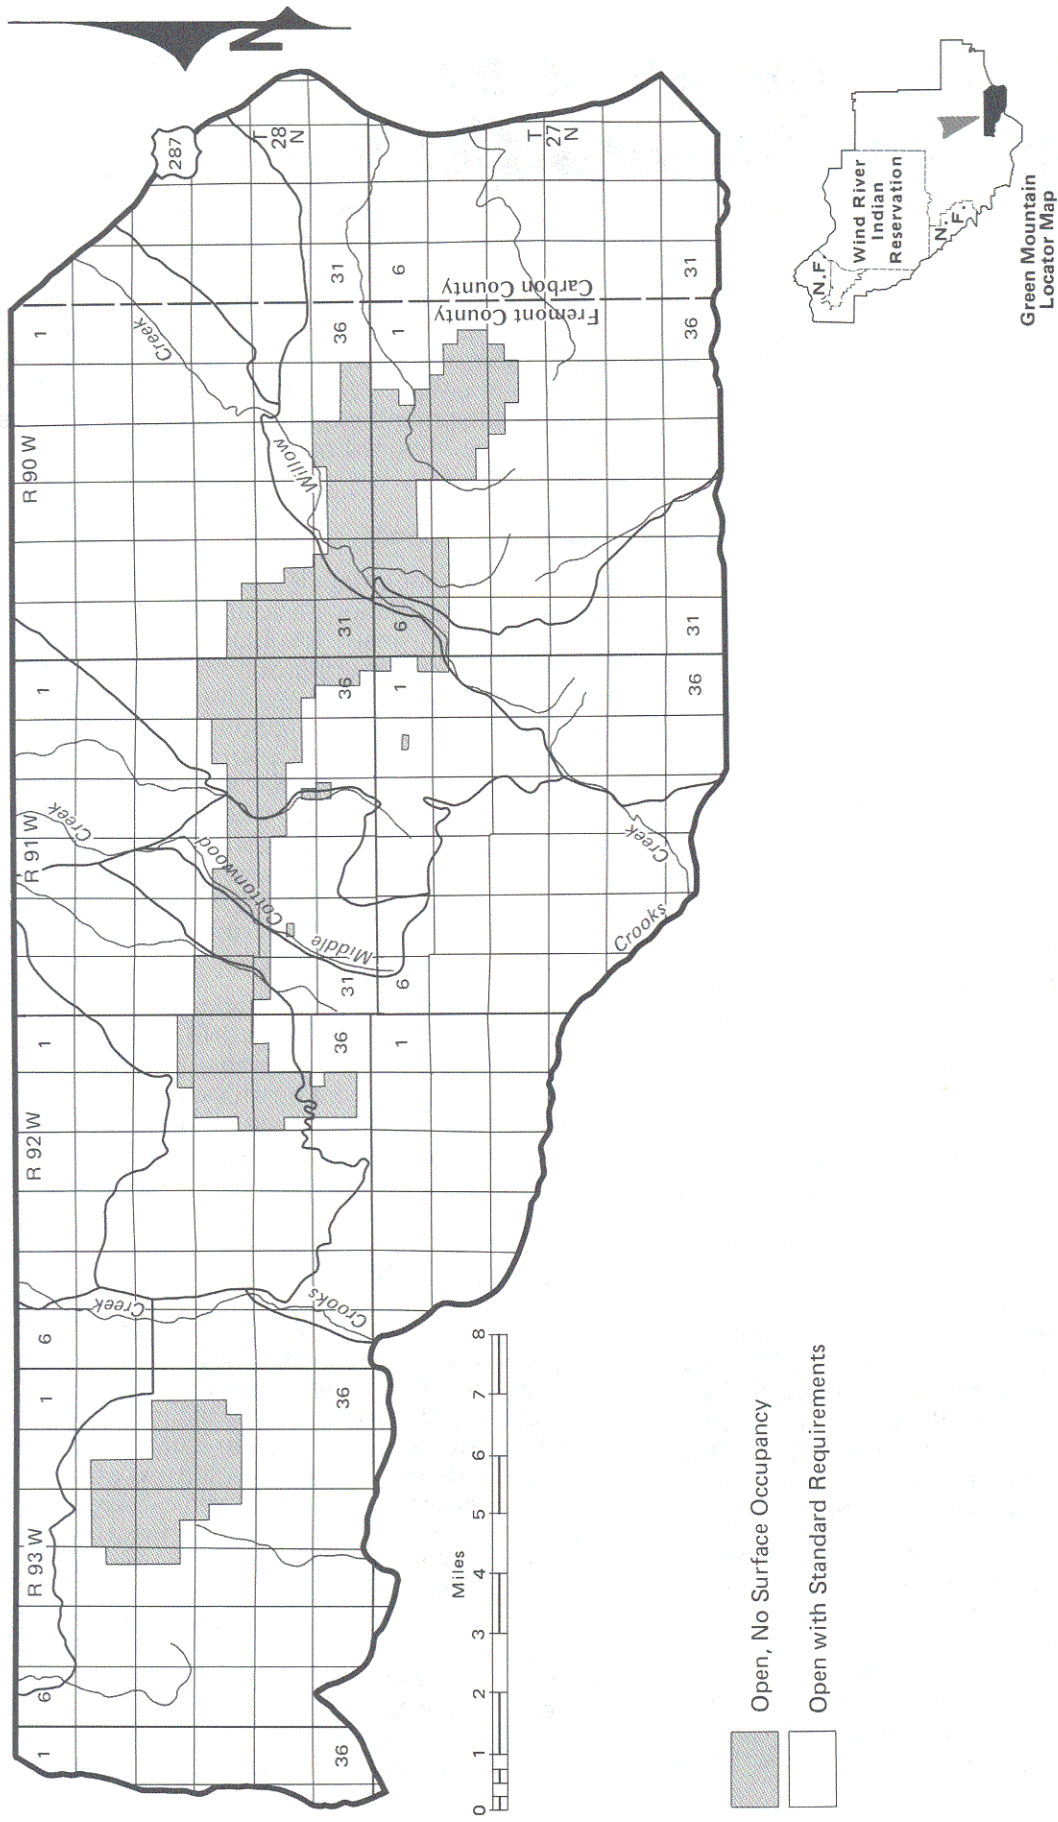 N
287
T
28
N
T
27
N
R 93 W
R 92 W
R 91 W
R 90 W
1
6
1
6
1
1
1
36
36
36
31
36
31
36
31
1
6
1
6
1
6
36
31
36
31
Creek
Crooks
Middle
Cottonwood
Creek
Willow
Creek
Crooks
Creek
Fremont County
Carbon County
Miles
0 1 2 3 4 5 6 7 8
Open, No Surface Occupancy
Open with Standard Requirements
N.F.
Wind River
Indian
Reservation
N.
F.
Green Mountain
Locator Map